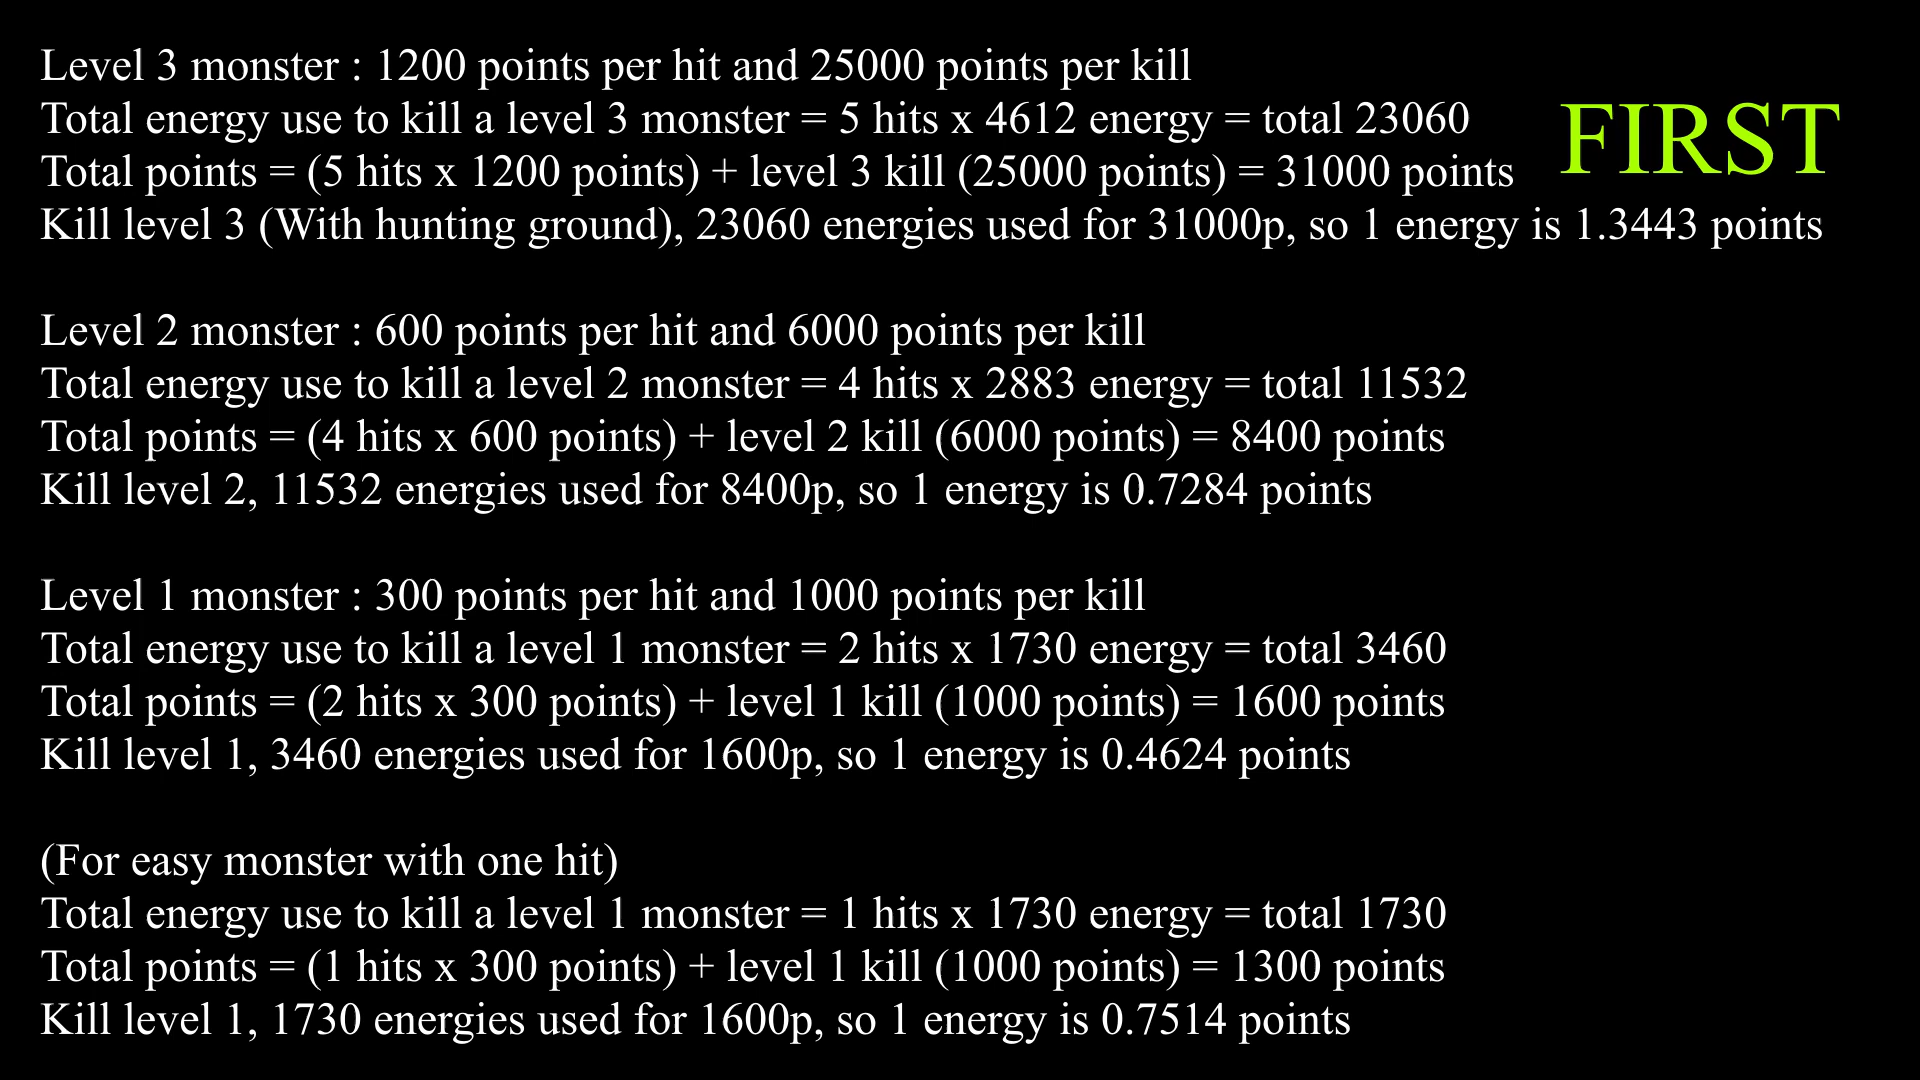 Level 3 monster : 1200 points per hit and 25000 points per kill
Total energy use to kill a level 3 monster = 5 hits x 4612 energy = total 23060
FIRST
Total points = (5 hits x 1200 points) + level 3 kill (25000 points) = 31000 points
Kill level 3 (With hunting ground), 23060 energies used for 31000p, so 1 energy is 1.3443 points
Level 2 monster : 600 points per hit and 6000 points per kill
Total energy use to kill a level 2 monster = 4 hits x 2883 energy = total 11532
Total points = (4 hits x 600 points) + level 2 kill (6000 points) = 8400 points
Kill level 2, 11532 energies used for 8400p, so 1 energy is 0.7284 points
Level 1 monster : 300 points per hit and 1000 points per kill
Total energy use to kill a level 1 monster = 2 hits x 1730 energy = total 3460
Total points = (2 hits x 300 points) + level 1 kill (1000 points) = 1600 points
Kill level 1, 3460 energies used for 1600p, so 1 energy is 0.4624 points
(For easy monster with one hit)
Total energy use to kill a level 1 monster = 1 hits x 1730 energy = total 1730
Total points = (1 hits x 300 points) + level 1 kill (1000 points) = 1300 points
Kill level 1, 1730 energies used for 1600p, so 1 energy is 0.7514 points